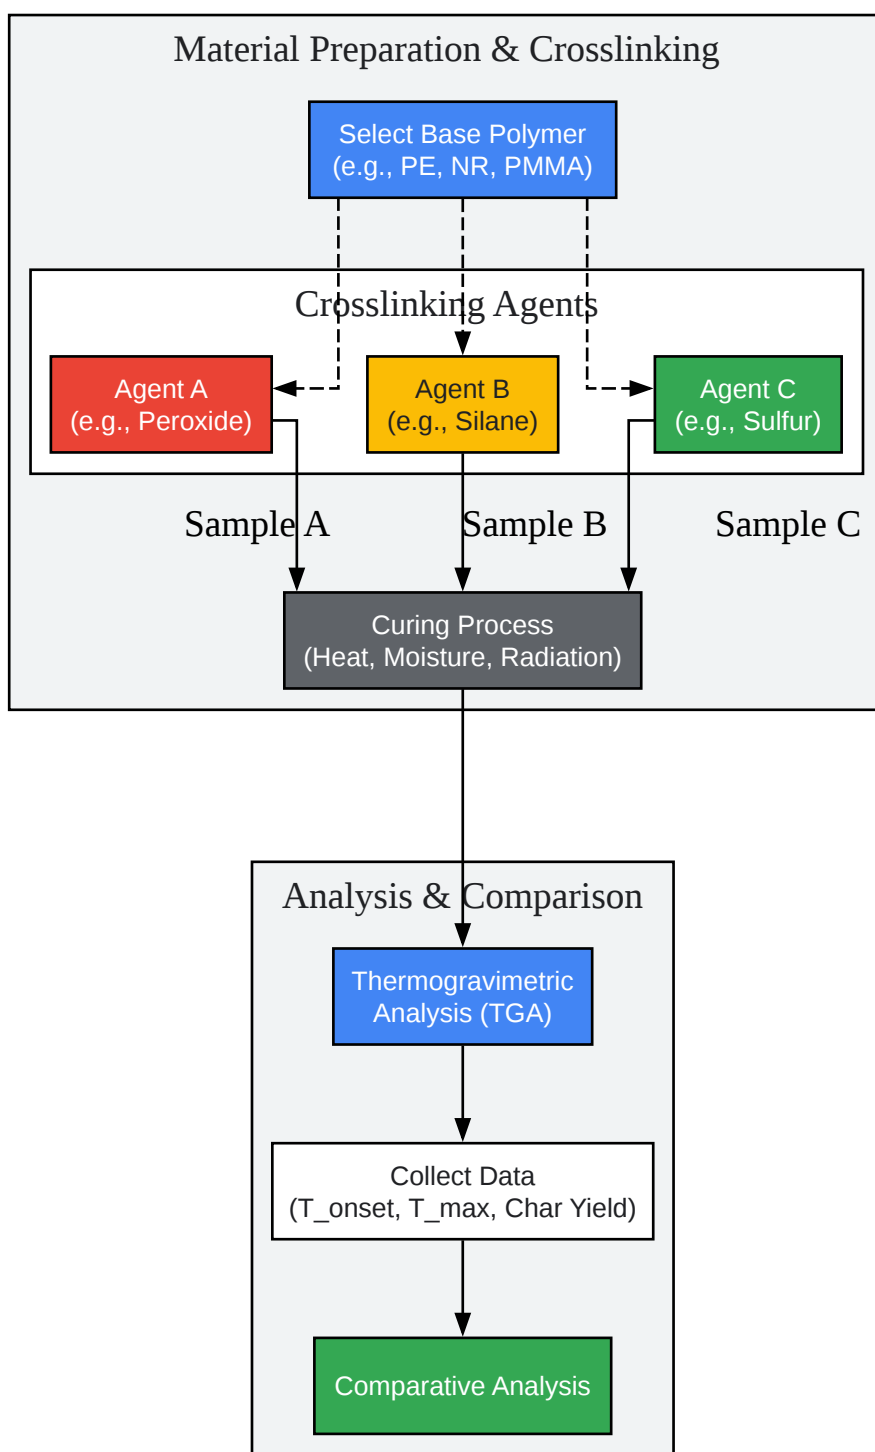 Material Preparation & Crosslinking
Select Base Polymer
(e.g., PE, NR, PMMA)
Crosslinking Agents
Agent A
(e.g., Peroxide)
Agent B
(e.g., Silane)
Agent C
(e.g., Sulfur)
Sample A
Sample B
Sample C
Curing Process
(Heat, Moisture, Radiation)
Analysis & Comparison
Thermogravimetric
Analysis (TGA)
Collect Data
(T_onset, T_max, Char Yield)
Comparative Analysis